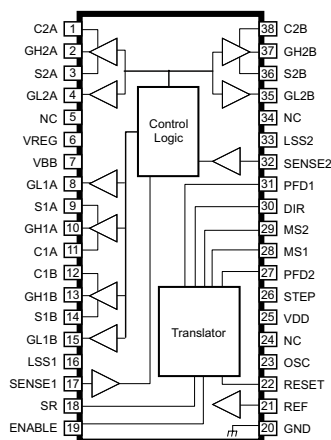 C2A 1
GH2A 2
S2A 3
GL2A 4
NC 5
VREG 6
VBB 7
GL1A 8
S1A 9
GH1A 10
C1A 11
C1B 12
GH1B 13
S1B 14
GL1B 15
LSS1 16
SENSE1 17
SR 18
ENABLE 19
Control
Logic
Translator
38 C2B
37 GH2B
36 S2B
35 GL2B
34 NC
33 LSS2
32 SENSE2
31 PFD1
30 DIR
29 MS2
28 MS1
27 PFD2
26 STEP
25 VDD
24 NC
23 OSC
22 RESET
21 REF
20 GND